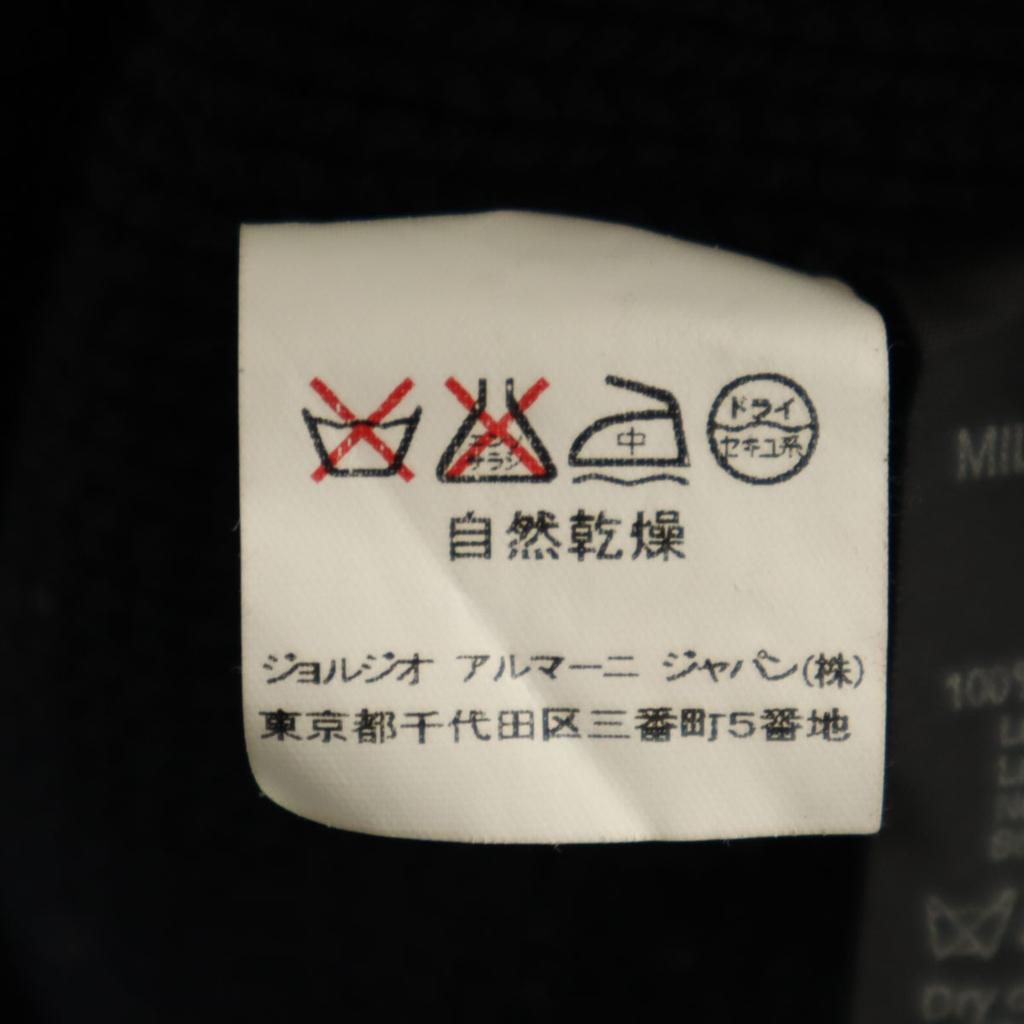 エンソ
サラシ
中
ドライ
セキユ系
自然乾燥
ジョルジオ アルマーニ ジャパン(株)
東京都千代田区三番町5番地
100%
Dry